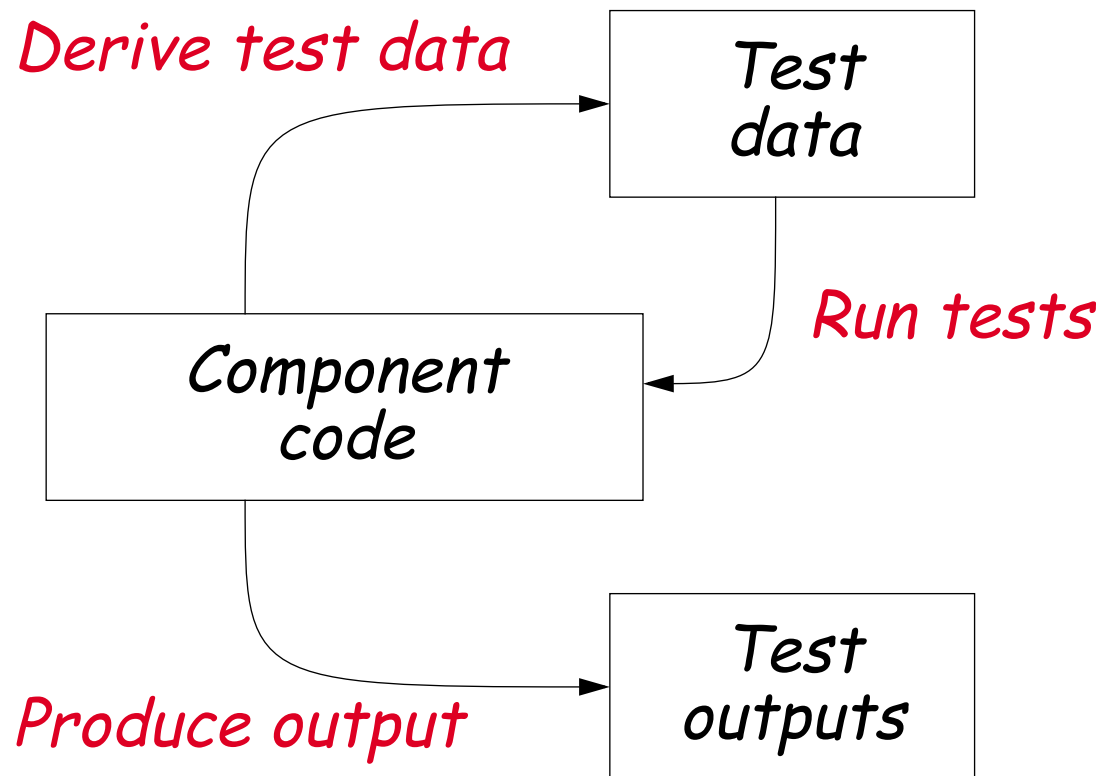 Derive test data
Test
data
Run tests
Component
code
Test
outputs
Produce output